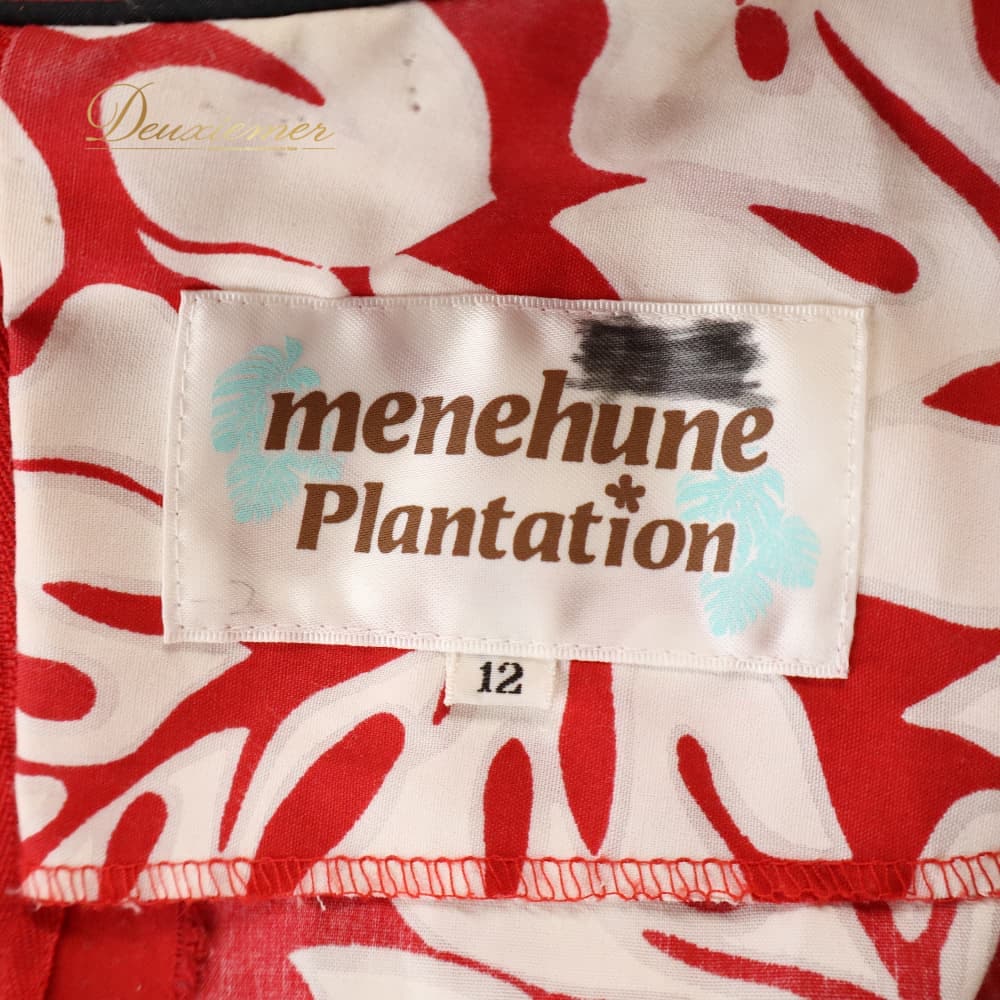 Deuxiemer
menehune
Plantation
12